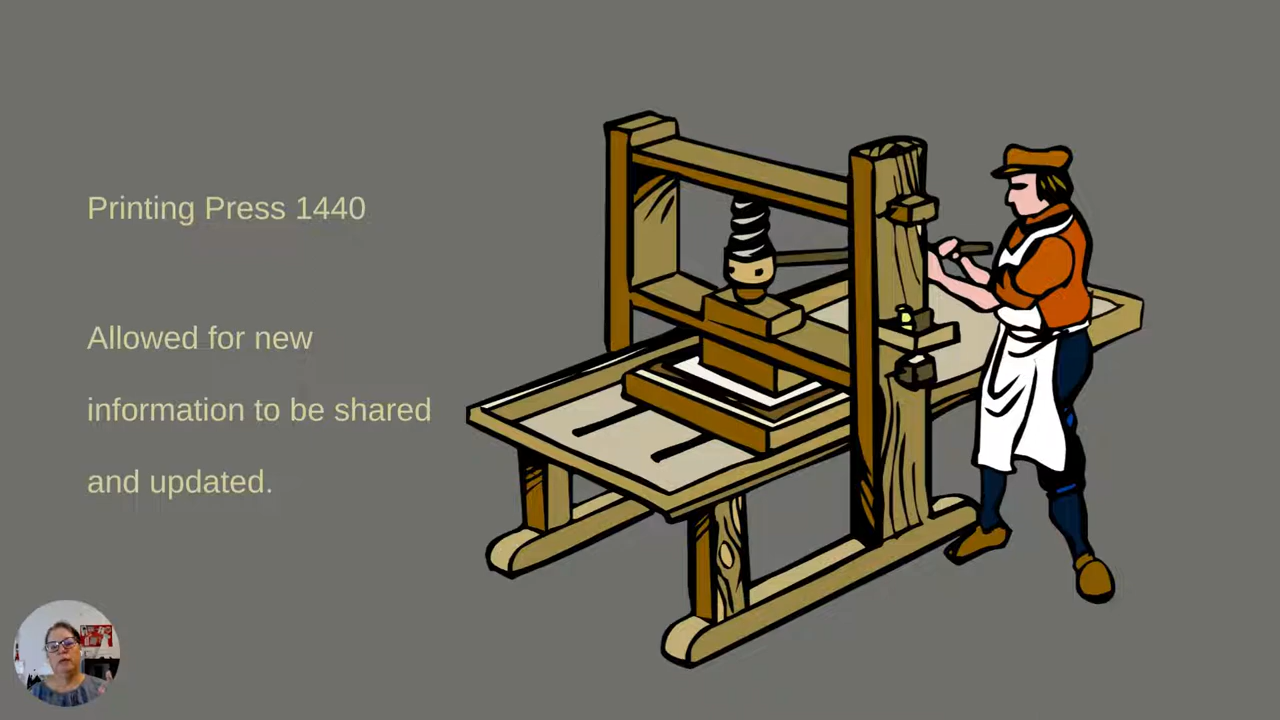 Printing Press 1440
Allowed for new
information to be shared
and updated.